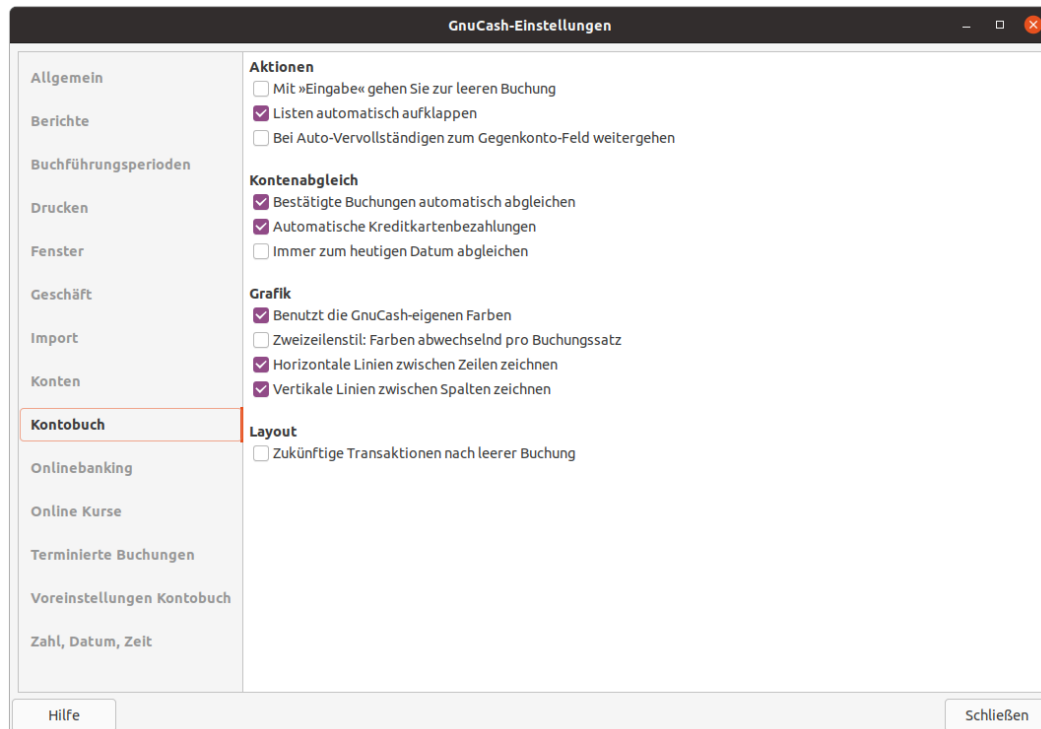 GnuCash-Einstellungen
Allgemein
Berichte
Buchführungsperioden
Drucken
Fenster
Geschäft
Import
Konten
Kontobuch
Onlinebanking
Online Kurse
Terminierte Buchungen
Voreinstellungen Kontobuch
Zahl, Datum, Zeit
Aktionen
Mit »Eingabe« gehen Sie zur leeren Buchung
Listen automatisch aufklappen
Bei Auto-Vervollständigen zum Gegenkonto-Feld weitergehen
Kontenabgleich
Bestätigte Buchungen automatisch abgleichen
Automatische Kreditkartenbezahlungen
Immer zum heutigen Datum abgleichen
Grafik
Benutzt die GnuCash-eigenen Farben
Zweizeilenstil: Farben abwechselnd pro Buchungssatz
Horizontale Linien zwischen Zeilen zeichnen
Vertikale Linien zwischen Spalten zeichnen
Layout
Zukünftige Transaktionen nach leerer Buchung
Hilfe
Schließen